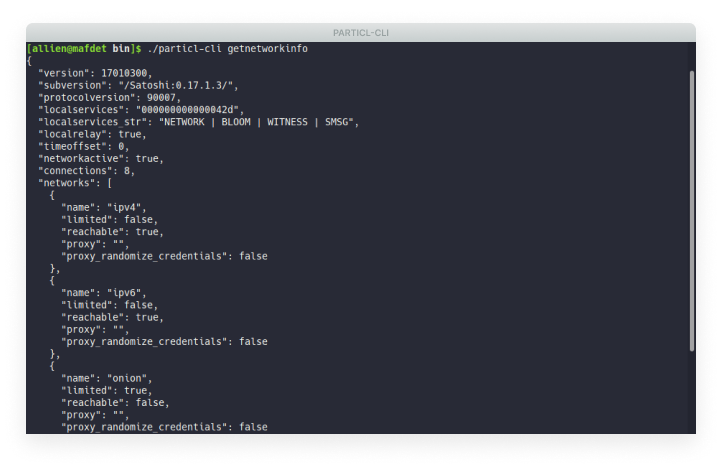 PARTICL-CLI
[allien@mafdet bin]$ ./particl-cli getnetworkinfo
{
  "version": 17010300,
  "subversion": "/Satoshi:0.17.1.3/",
  "protocolversion": 90007,
  "localservices": "000000000000042d",
  "localservices_str": "NETWORK | BLOOM | WITNESS | SMSG",
  "localrelay": true,
  "timeoffset": 0,
  "networkactive": true,
  "connections": 8,
  "networks": [
    {
      "name": "ipv4",
      "limited": false,
      "reachable": true,
      "proxy": "",
      "proxy_randomize_credentials": false
    },
    {
      "name": "ipv6",
      "limited": false,
      "reachable": true,
      "proxy": "",
      "proxy_randomize_credentials": false
    },
    {
      "name": "onion",
      "limited": true,
      "reachable": false,
      "proxy": "",
      "proxy_randomize_credentials": false